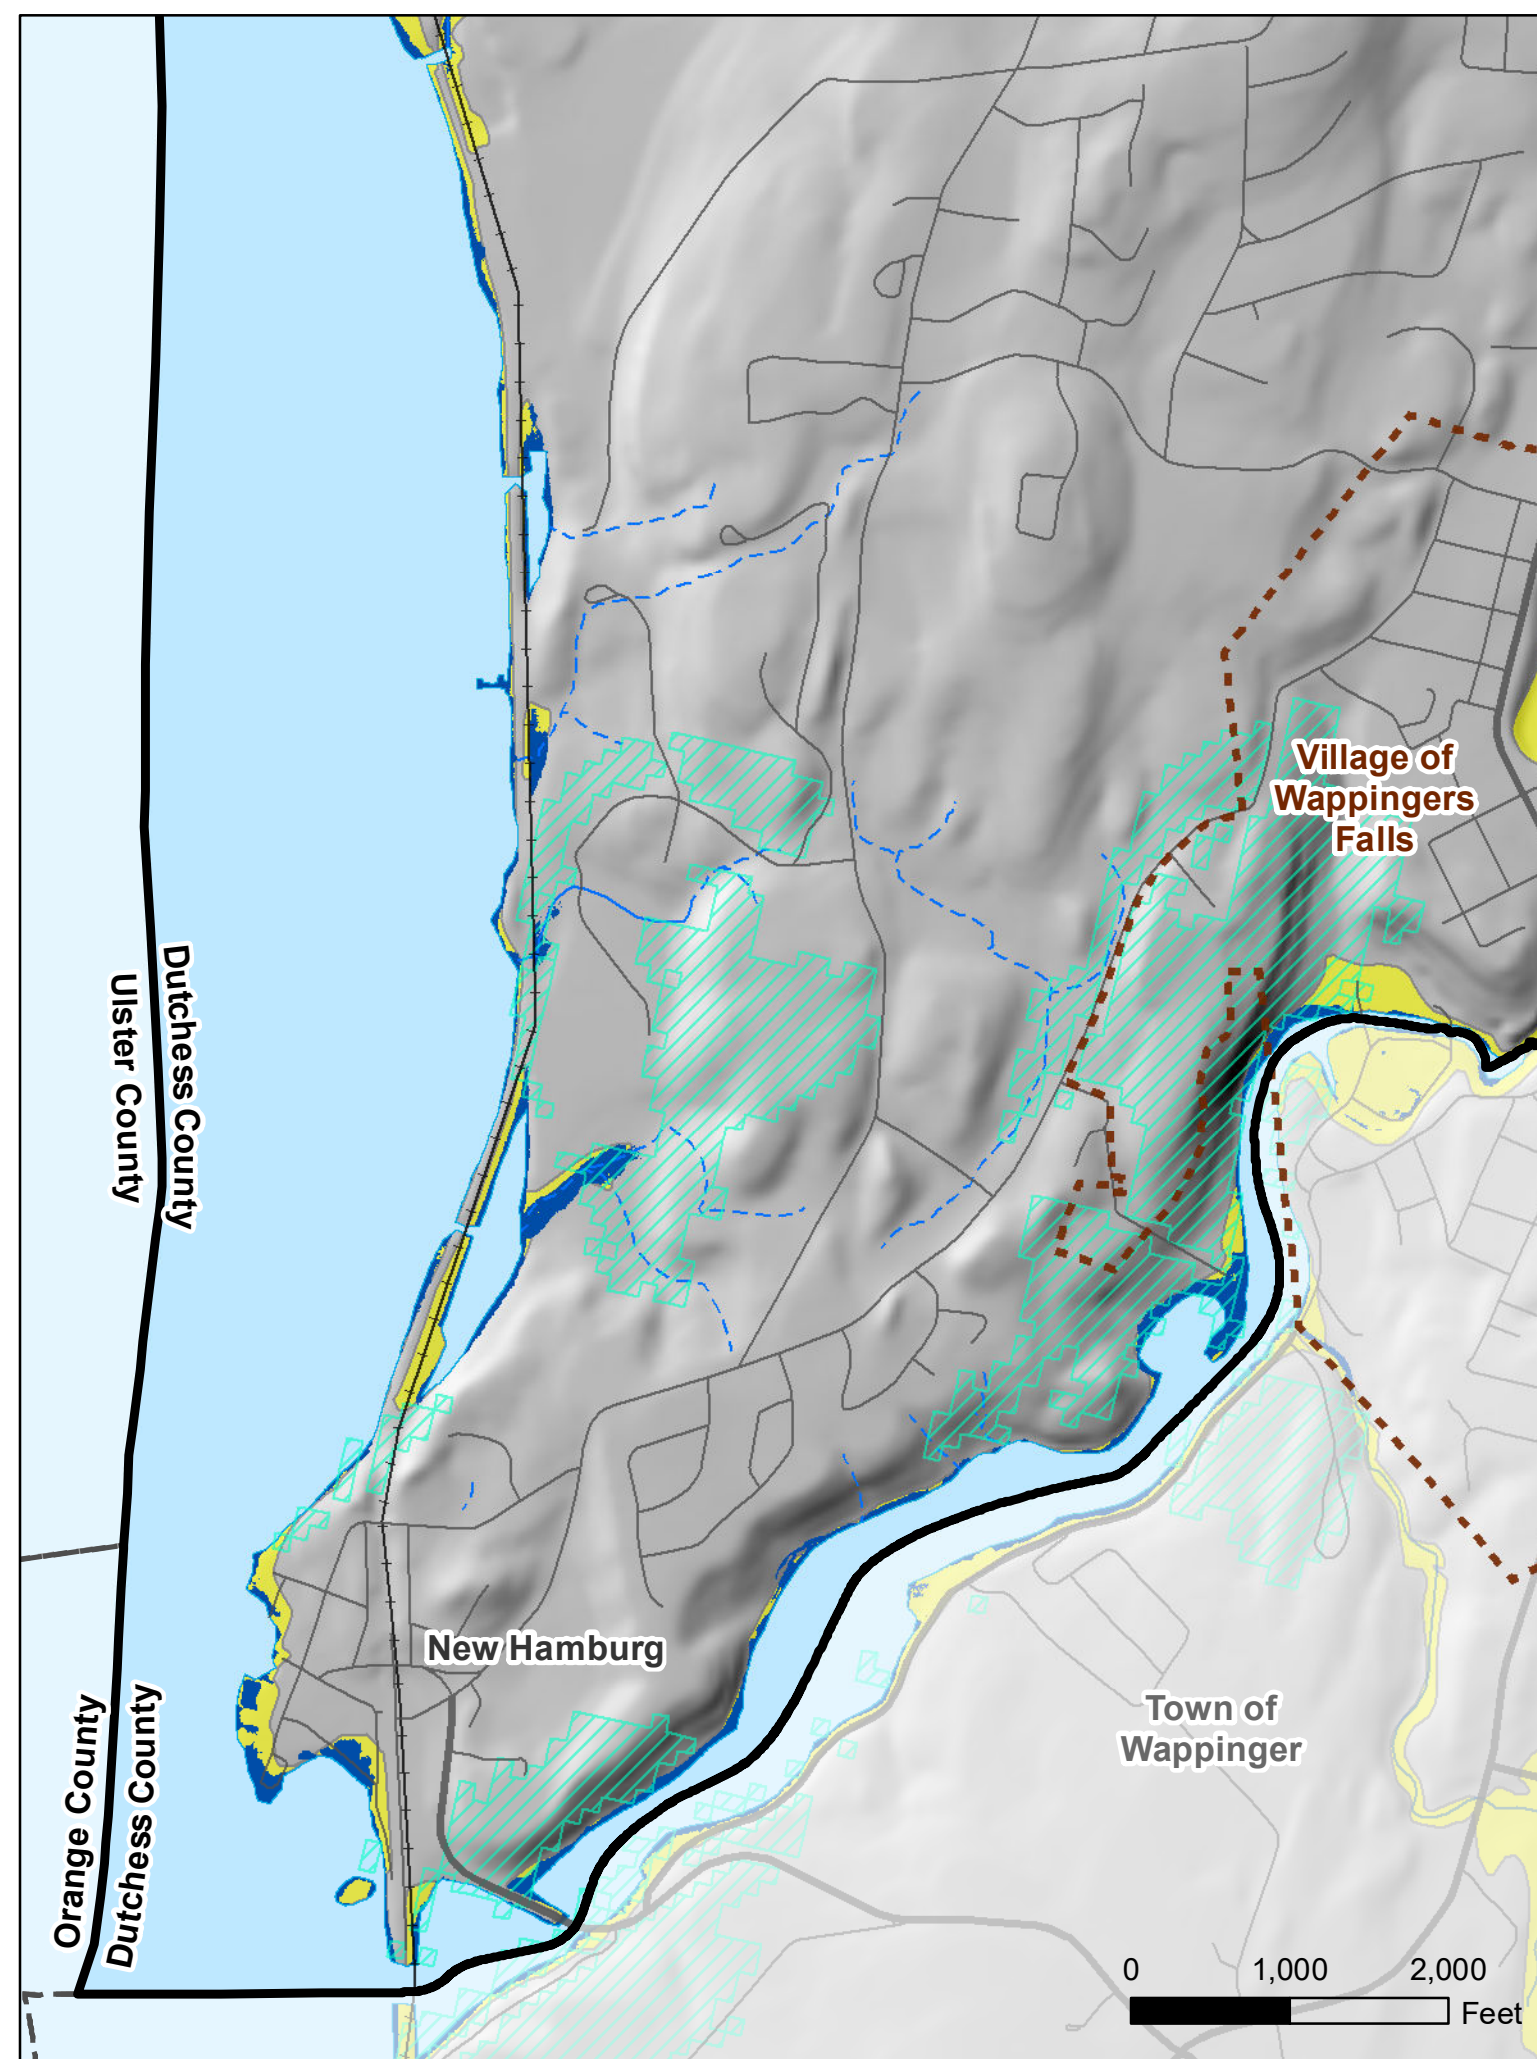 Village of
Wappingers
Falls
Dutchess County
Ulster County
New Hamburg
Town of
Wappinger
Orange County
Dutchess County
0 1,000 2,000
Feet